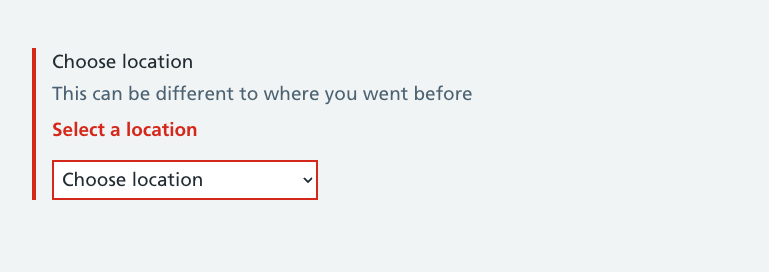 Choose location
This can be different to where you went before
Select a location
Choose location